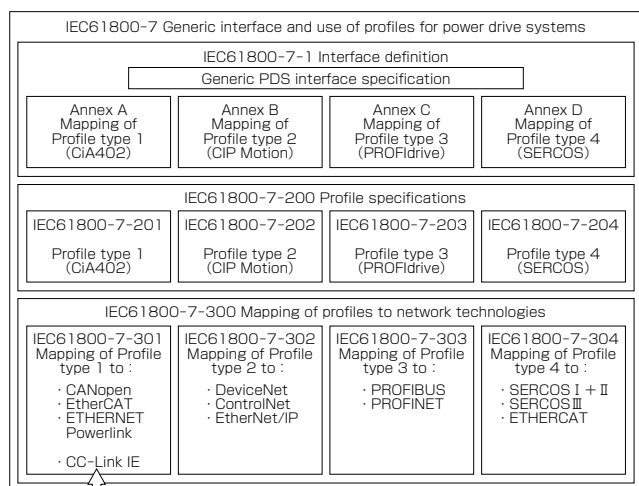 IEC61800-7 Generic interface and use of profiles for power drive systems
IEC61800-7-1 Interface definition
Generic PDS interface specification
Annex A
Mapping of
Profile type 1
(CiA402)
Annex B
Mapping of
Profile type 2
(CIP Motion)
Annex C
Mapping of
Profile type 3
(PROFIdrive)
Annex D
Mapping of
Profile type 4
(SERCOS)
IEC61800-7-200 Profile specifications
IEC61800-7-201
Profile type 1
(CiA402)
IEC61800-7-202
Profile type 2
(CIP Motion)
IEC61800-7-203
Profile type 3
(PROFIdrive)
IEC61800-7-204
Profile type 4
(SERCOS)
IEC61800-7-300 Mapping of profiles to network technologies
IEC61800-7-301
Mapping of Profile
type 1 to :
・CANopen
・EtherCAT
・ETHERNET
Powerlink
・CC-Link IE
IEC61800-7-302
Mapping of Profile
type 2 to :
・DeviceNet
・ControlNet
・EtherNet/IP
IEC61800-7-303
Mapping of Profile
type 3 to :
・PROFIBUS
・PROFINET
IEC61800-7-304
Mapping of Profile
type 4 to :
・SERCOS Ⅰ + Ⅱ
・SERCOS Ⅲ
・ETHERCAT